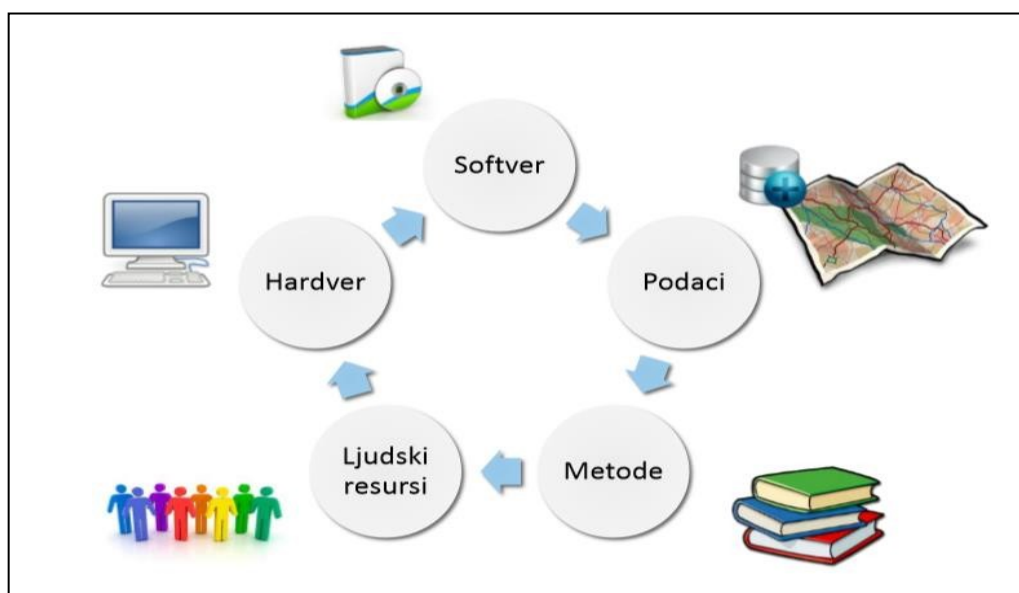 Softver
Podaci
Metode
Ljudski
resursi
Hardver